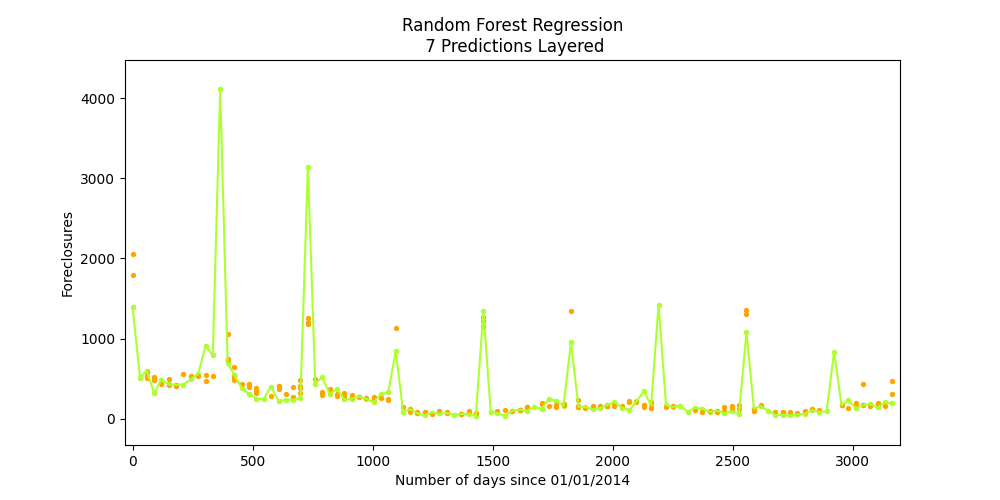 Random Forest Regression
7 Predictions Layered
Foreclosures
4000
3000
2000
1000
0
0 500 1000 1500 2000 2500 3000
Number of days since 01/01/2014